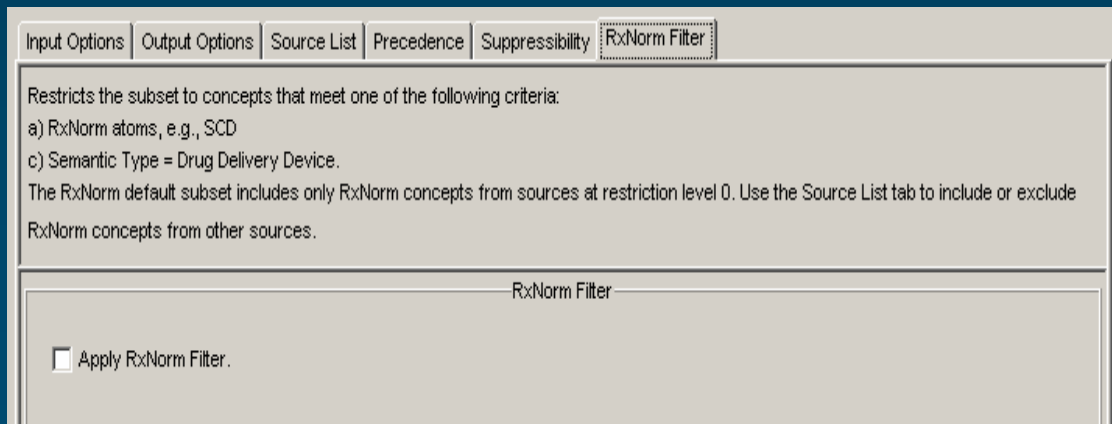 Input Options Output Options Source List Precedence Suppressibility RxNorm Filter
Restricts the subset to concepts that meet one of the following criteria:
a) RxNorm atoms, e.g., SCD
c) Semantic Type = Drug Delivery Device.
The RxNorm default subset includes only RxNorm concepts from sources at restriction level 0. Use the Source List tab to include or exclude
RxNorm concepts from other sources.
RxNorm Filter
Apply RxNorm Filter.